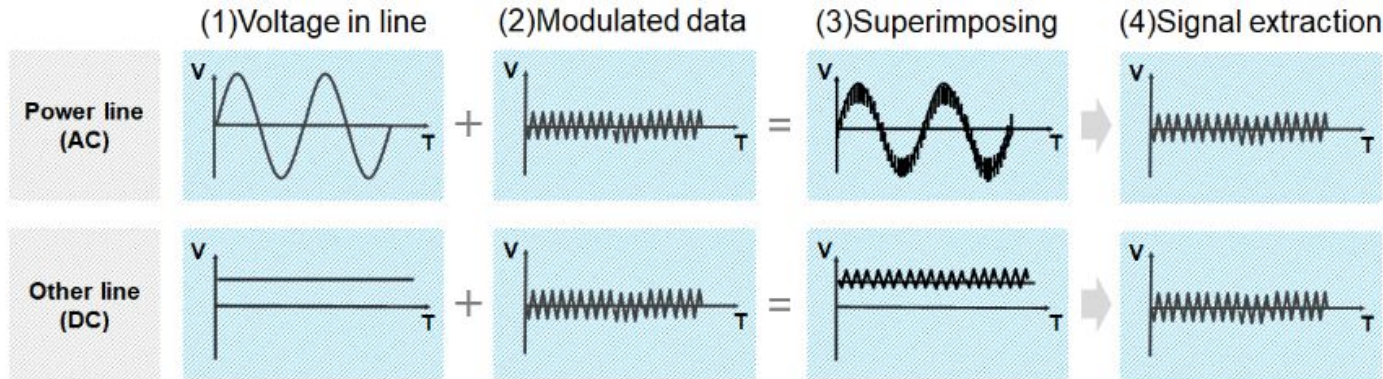 (1)Voltage in line (2)Modulated data (3)Superimposing (4)Signal extraction
Power line
(AC)
V T + V T = V T V T
Other line
(DC)
V T + V T = V T V T